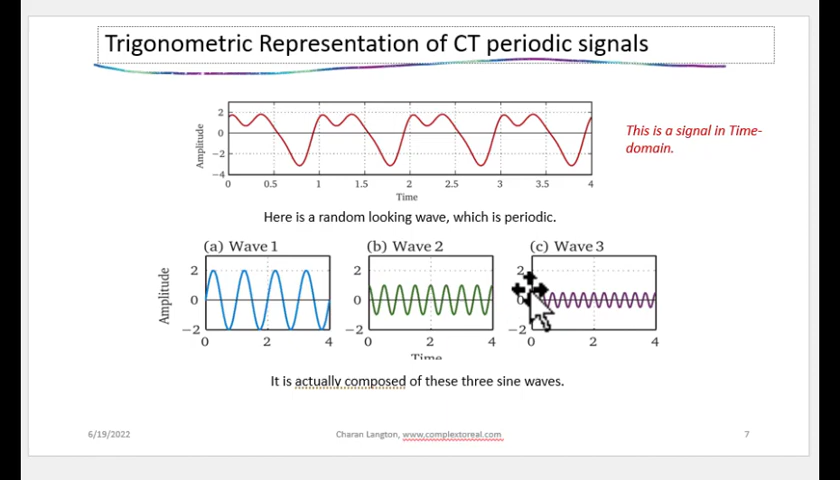 Trigonometric Representation of CT periodic signals
2
0
−2
−4
Amplitude
0 0.5 1 1.5 2 2.5 3 3.5 4
Time
This is a signal in Time-
domain.
Here is a random looking wave, which is periodic.
(a) Wave 1 (b) Wave 2 (c) Wave 3
Amplitude
2 2 2
0 0 0
−2 −2 −2
0 2 4 0 2 4 0 2 4
Time
It is actually composed of these three sine waves.
6/19/2022 Charan Langton, www.complextoreal.com 7